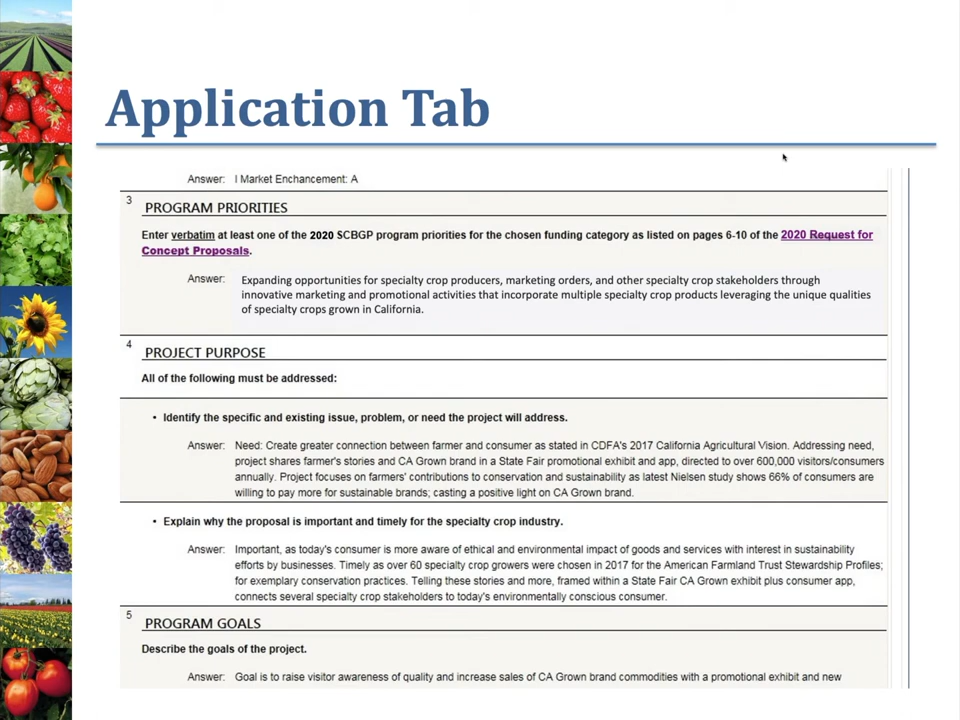 Application Tab
Answer: I Market Enchancement: A
3
PROGRAM PRIORITIES
Enter verbatim at least one of the 2020 SCBGP program priorities for the chosen funding category as listed on pages 6-10 of the 2020 Request for
Concept Proposals.
Answer: Expanding opportunities for specialty crop producers, marketing orders, and other specialty crop stakeholders through
innovative marketing and promotional activities that incorporate multiple specialty crop products leveraging the unique qualities
of specialty crops grown in California.
4
PROJECT PURPOSE
All of the following must be addressed:
• Identify the specific and existing issue, problem, or need the project will address.
Answer: Need: Create greater connection between farmer and consumer as stated in CDFA's 2017 California Agricultural Vision. Addressing need,
project shares farmer's stories and CA Grown brand in a State Fair promotional exhibit and app, directed to over 600,000 visitors/consumers
annually. Project focuses on farmers' contributions to conservation and sustainability as latest Nielsen study shows 66% of consumers are
willing to pay more for sustainable brands; casting a positive light on CA Grown brand.
• Explain why the proposal is important and timely for the specialty crop industry.
Answer: Important, as today's consumer is more aware of ethical and environmental impact of goods and services with interest in sustainability
efforts by businesses. Timely as over 60 specialty crop growers were chosen in 2017 for the American Farmland Trust Stewardship Profiles;
for exemplary conservation practices. Telling these stories and more, framed within a State Fair CA Grown exhibit plus consumer app,
connects several specialty crop stakeholders to today's environmentally conscious consumer.
5
PROGRAM GOALS
Describe the goals of the project.
Answer: Goal is to raise visitor awareness of quality and increase sales of CA Grown brand commodities with a promotional exhibit and new